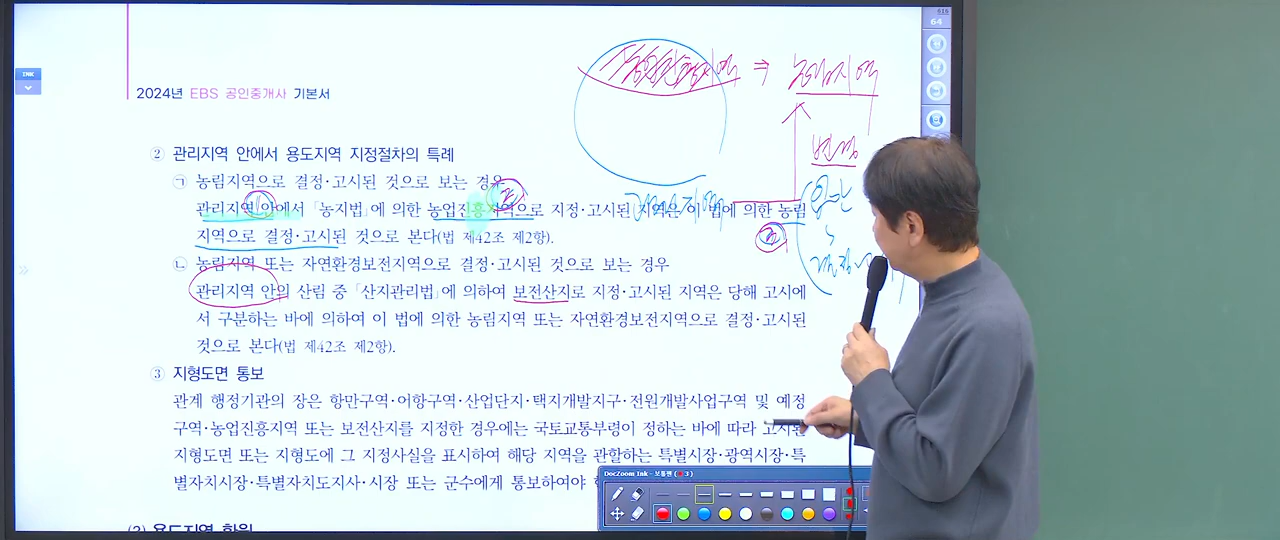 616
64
INK
2024년 EBS 공인중개사 기본서
농업진흥지역 ⇒ 농림지역
② 관리지역 안에서 용도지역 지정절차의 특례
㉠ 농림지역으로 결정·고시된 것으로 보는 경우
관리지역 안에서 「농지법」에 의한 농업진흥지역으로 지정·고시된 지역은 이 법에 의한 농림
지역으로 결정·고시된 것으로 본다(법 제42조 제2항).
㉡ 농림지역 또는 자연환경보전지역으로 결정·고시된 것으로 보는 경우
관리지역 안의 산림 중 「산지관리법」에 의하여 보전산지로 지정·고시된 지역은 당해 고시에
서 구분하는 바에 의하여 이 법에 의한 농림지역 또는 자연환경보전지역으로 결정·고시된
것으로 본다(법 제42조 제2항).
③ 지형도면 통보
관계 행정기관의 장은 항만구역·어항구역·산업단지·택지개발지구·전원개발사업구역 및 예정
구역·농업진흥지역 또는 보전산지를 지정한 경우에는 국토교통부령이 정하는 바에 따라 고시된
지형도면 또는 지형도에 그 지정사실을 표시하여 해당 지역을 관할하는 특별시장·광역시장·특
별자치시장·특별자치도지사·시장 또는 군수에게 통보하여야
DocZoom Ink - 보통펜 ( 3 )
(3) 용도지역 환원